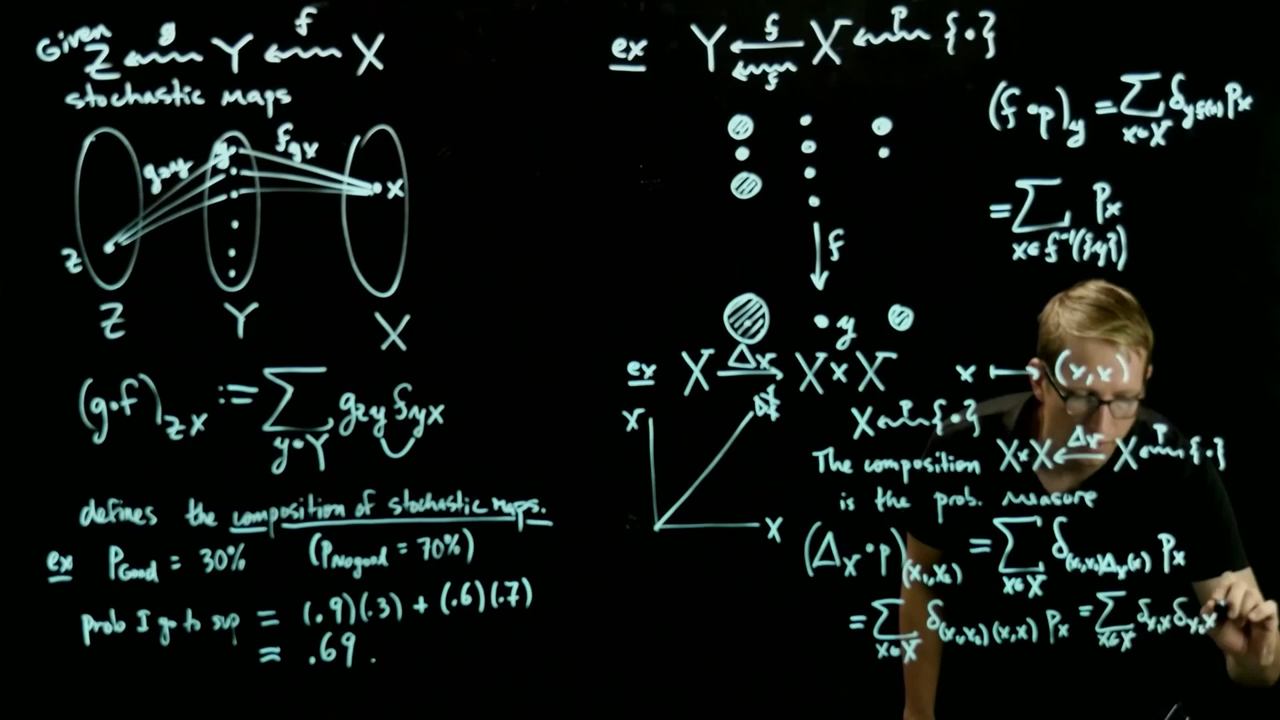 Given Z ⇜ g Y ⇜ f X
stochastic maps
g_zy y f_yx
z x
Z Y X
(g∘f)_zx := Σ_{y∈Y} g_zy f_yx
defines the composition of stochastic maps.
ex P_Good = 30% (P_Nogood = 70%)
prob I go to sup = (.9)(.3) + (.6)(.7)
= .69.
ex Y ←f X ⇜ p {•}
⇜ f
(f∘p)_y = Σ_{x∈X} δ_{y f(x)} p_x
= Σ_{x∈f⁻¹({y})} p_x
↓ f
y
ex X Δ_X → X×X x ↦ (x,x)
X
X
X ⇜ p {•}
The composition X×X ←Δ_X X ⇜ p {•}
is the prob. measure
(Δ_X∘p)_{(x₁,x₂)} = Σ_{x∈X} δ_{(x₁,x₂)Δ_X(x)} p_x
= Σ_{x∈X} δ_{(x₁,x₂)(x,x)} p_x = Σ_{x∈X} δ_{x₁x} δ_{x₂x}